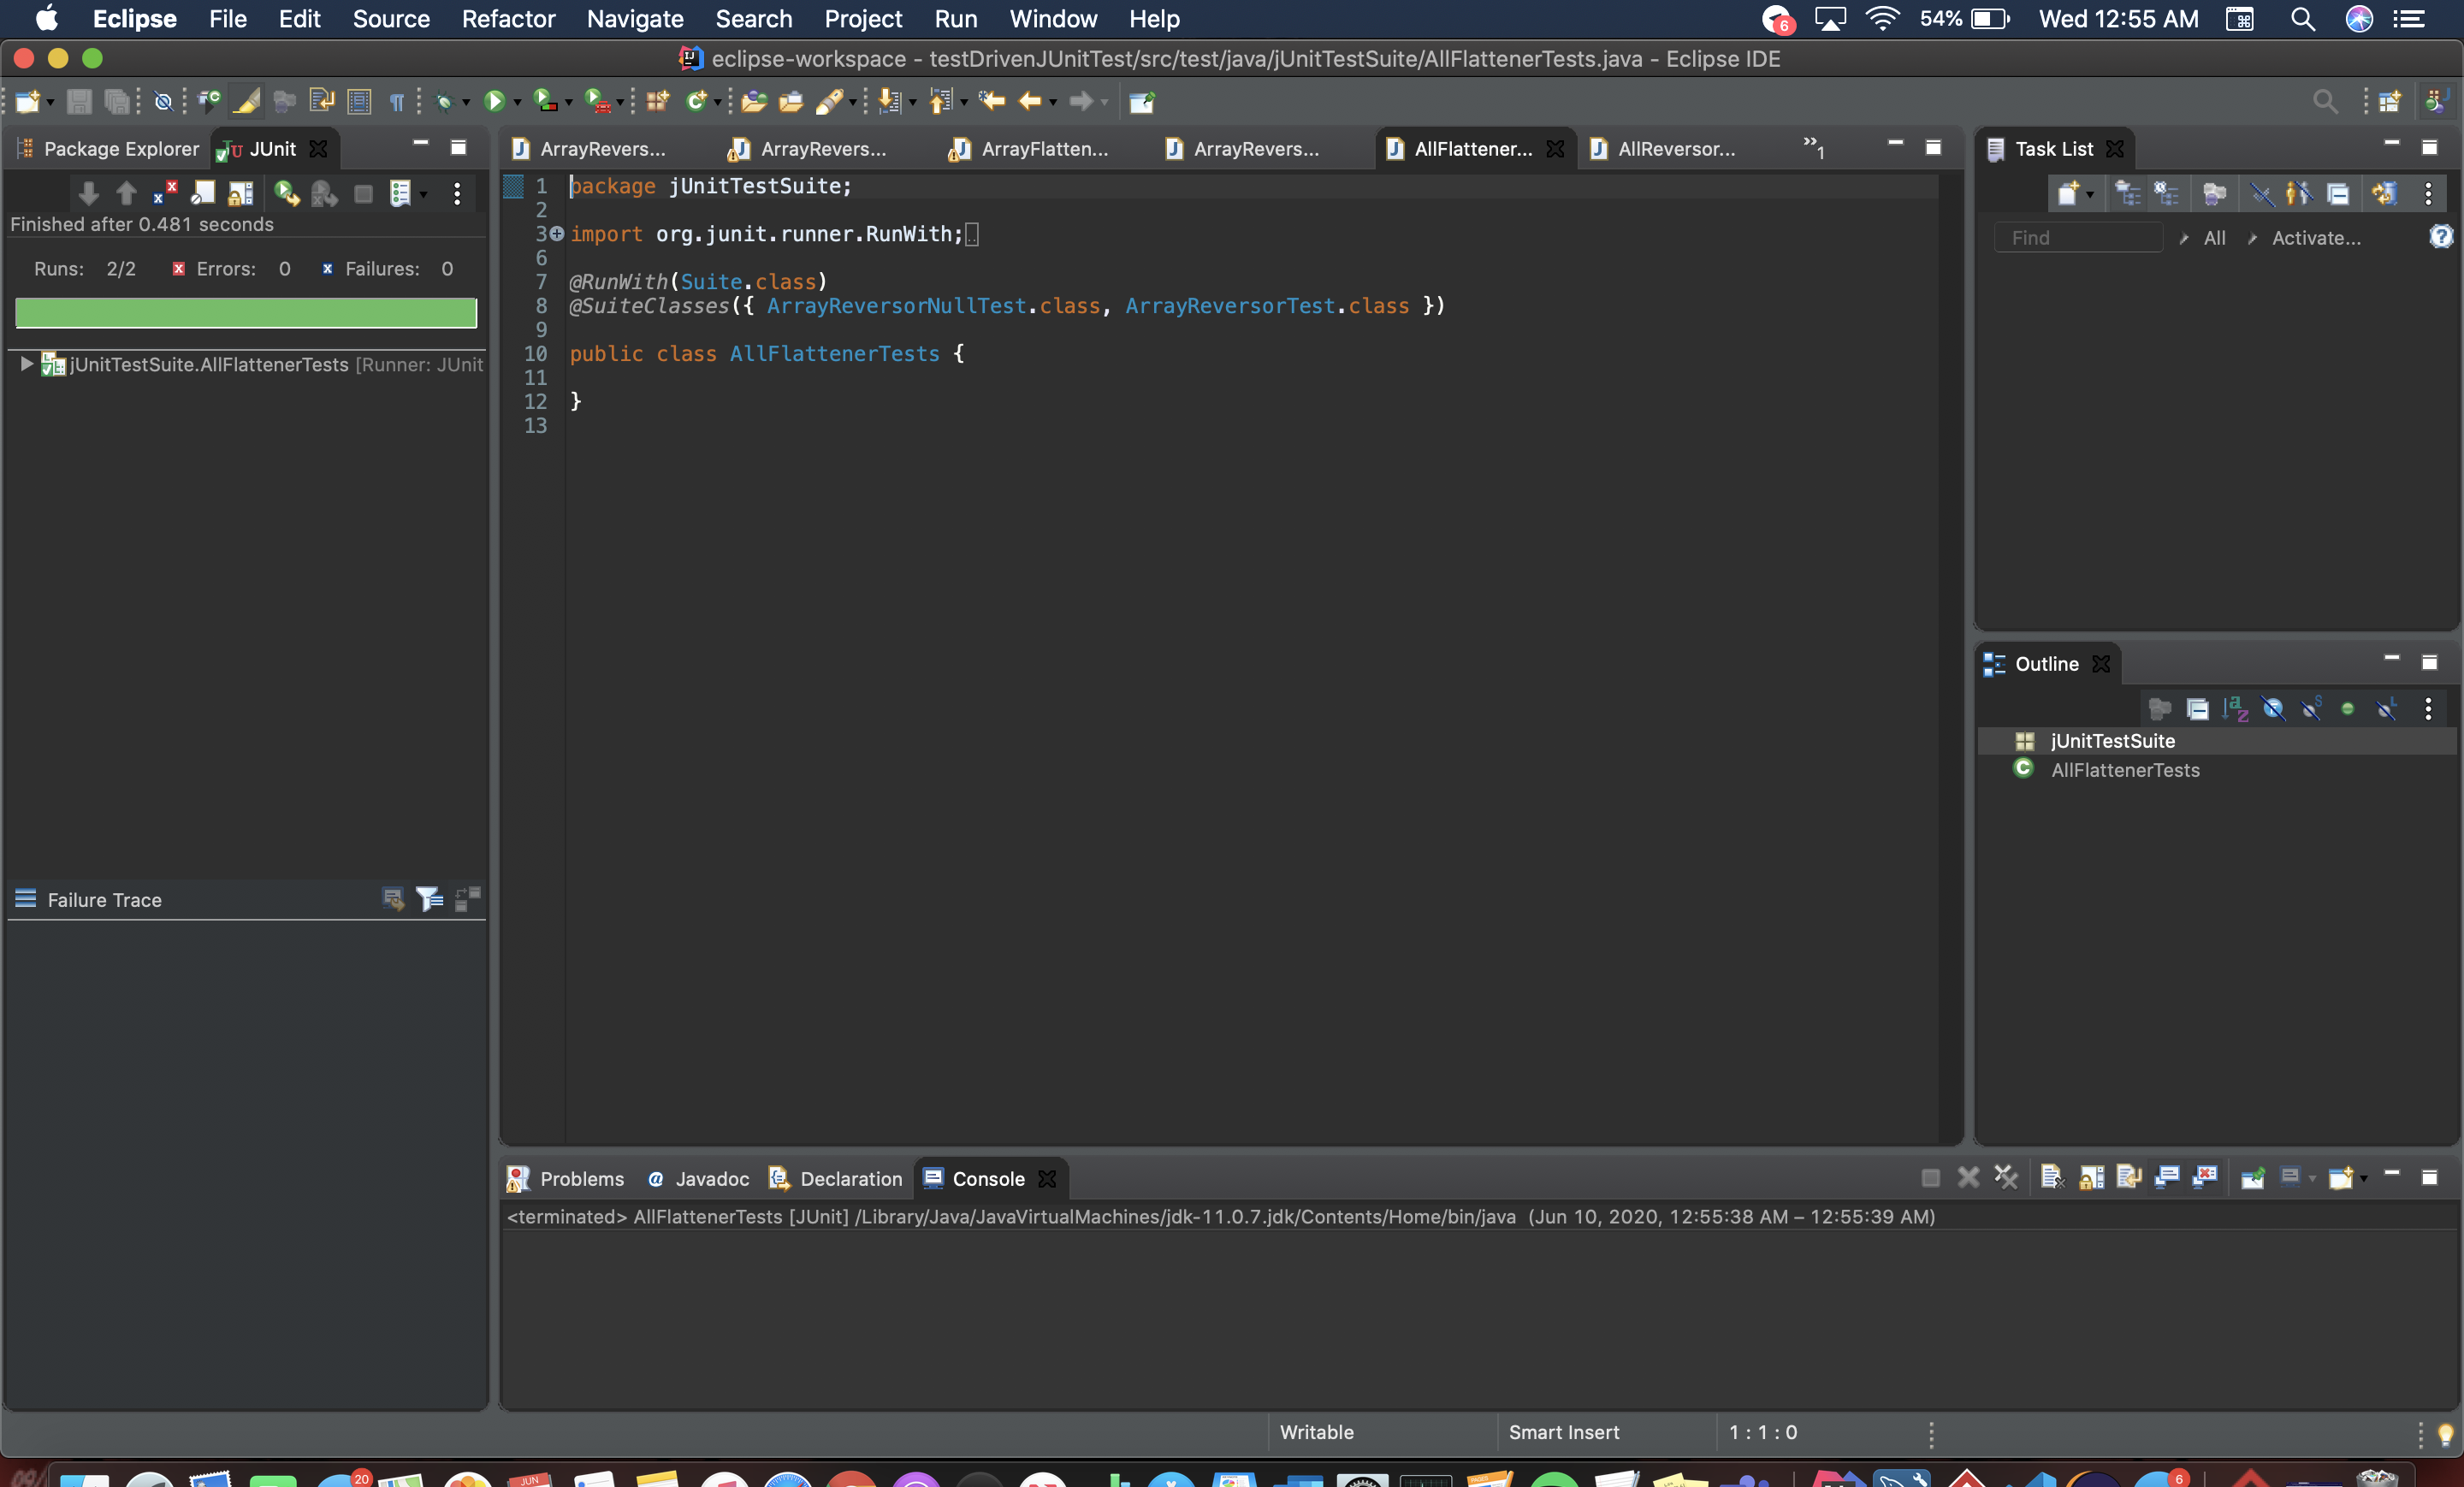 Eclipse File Edit Source Refactor Navigate Search Project Run Window Help 6 54% Wed 12:55 AM
eclipse-workspace - testDrivenJUnitTest/src/test/java/jUnitTestSuite/AllFlattenerTests.java - Eclipse IDE
Package Explorer JUnit
Finished after 0.481 seconds
Runs: 2/2 Errors: 0 Failures: 0
jUnitTestSuite.AllFlattenerTests [Runner: JUnit
Failure Trace
ArrayRevers... ArrayRevers... ArrayFlatten... ArrayRevers... AllFlattener... AllReversor... »1
1 package jUnitTestSuite;
2
3 import org.junit.runner.RunWith;
6
7 @RunWith(Suite.class)
8 @SuiteClasses({ ArrayReversorNullTest.class, ArrayReversorTest.class })
9
10 public class AllFlattenerTests {
11
12 }
13
Task List
Find All Activate...
Outline
jUnitTestSuite
AllFlattenerTests
Problems Javadoc Declaration Console
<terminated> AllFlattenerTests [JUnit] /Library/Java/JavaVirtualMachines/jdk-11.0.7.jdk/Contents/Home/bin/java (Jun 10, 2020, 12:55:38 AM – 12:55:39 AM)
Writable Smart Insert 1 : 1 : 0
20 JUN PAGES 6